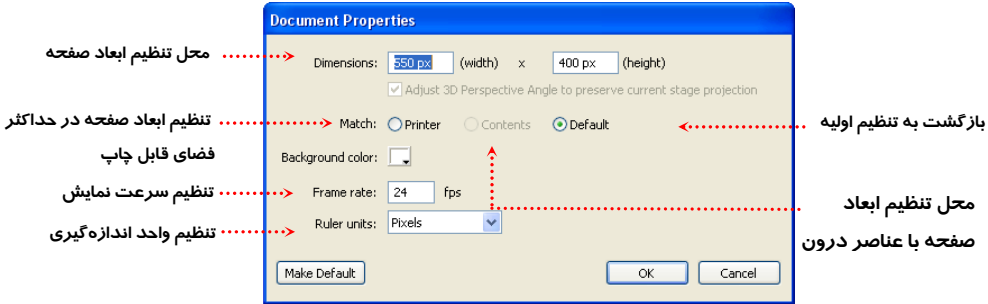 Document Properties
محل تنظیم ابعاد صفحه
Dimensions: 550 px (width) x 400 px (height)
Adjust 3D Perspective Angle to preserve current stage projection
تنظیم ابعاد صفحه در حداکثر
فضای قابل چاپ
Match: Printer Contents Default
بازگشت به تنظیم اولیه
Background color:
تنظیم سرعت نمایش
Frame rate: 24 fps
محل تنظیم ابعاد
صفحه با عناصر درون
تنظیم واحد اندازه‌گیری
Ruler units: Pixels
Make Default OK Cancel